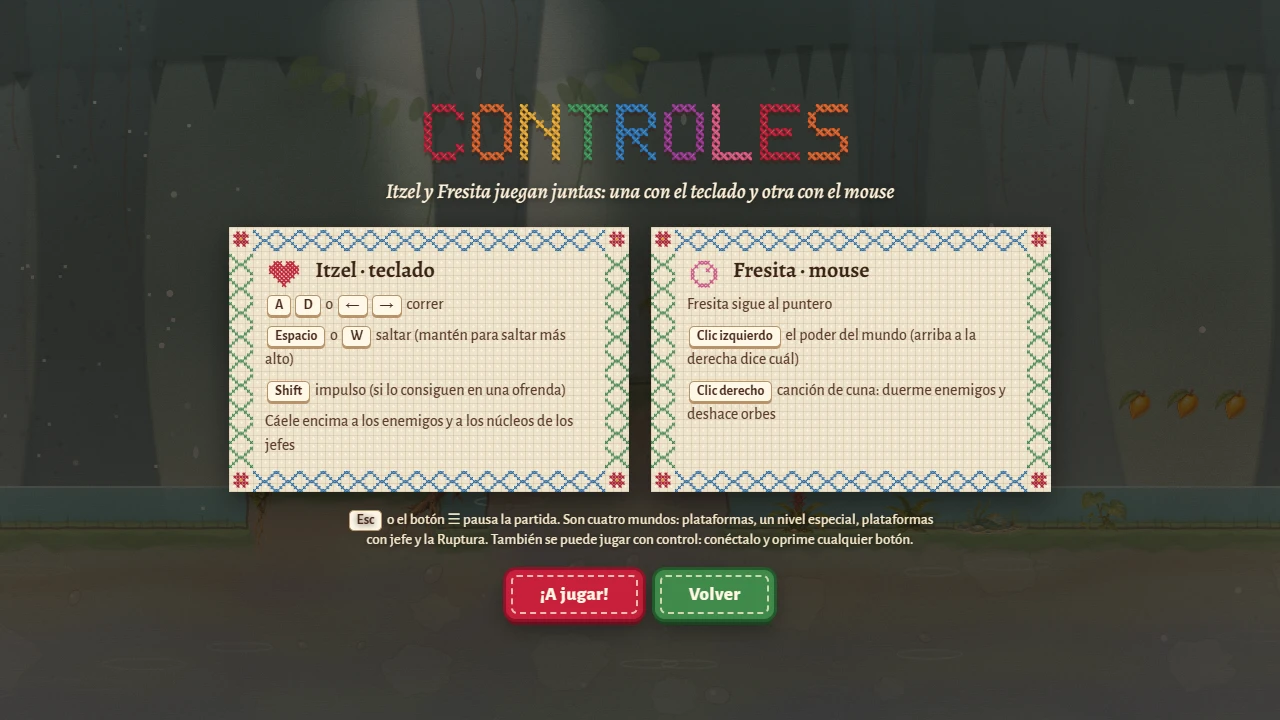 CONTROLES
Itzel y Fresita juegan juntas: una con el teclado y otra con el mouse
Itzel · teclado
A D o ← → correr
Espacio o W saltar (mantén para saltar más
alto)
Shift impulso (si lo consiguen en una ofrenda)
Cáele encima a los enemigos y a los núcleos de los
jefes
Fresita · mouse
Fresita sigue al puntero
Clic izquierdo el poder del mundo (arriba a la
derecha dice cuál)
Clic derecho canción de cuna: duerme enemigos y
deshace orbes
Esc o el botón ☰ pausa la partida. Son cuatro mundos: plataformas, un nivel especial, plataformas
con jefe y la Ruptura. También se puede jugar con control: conéctalo y oprime cualquier botón.
¡A jugar!
Volver